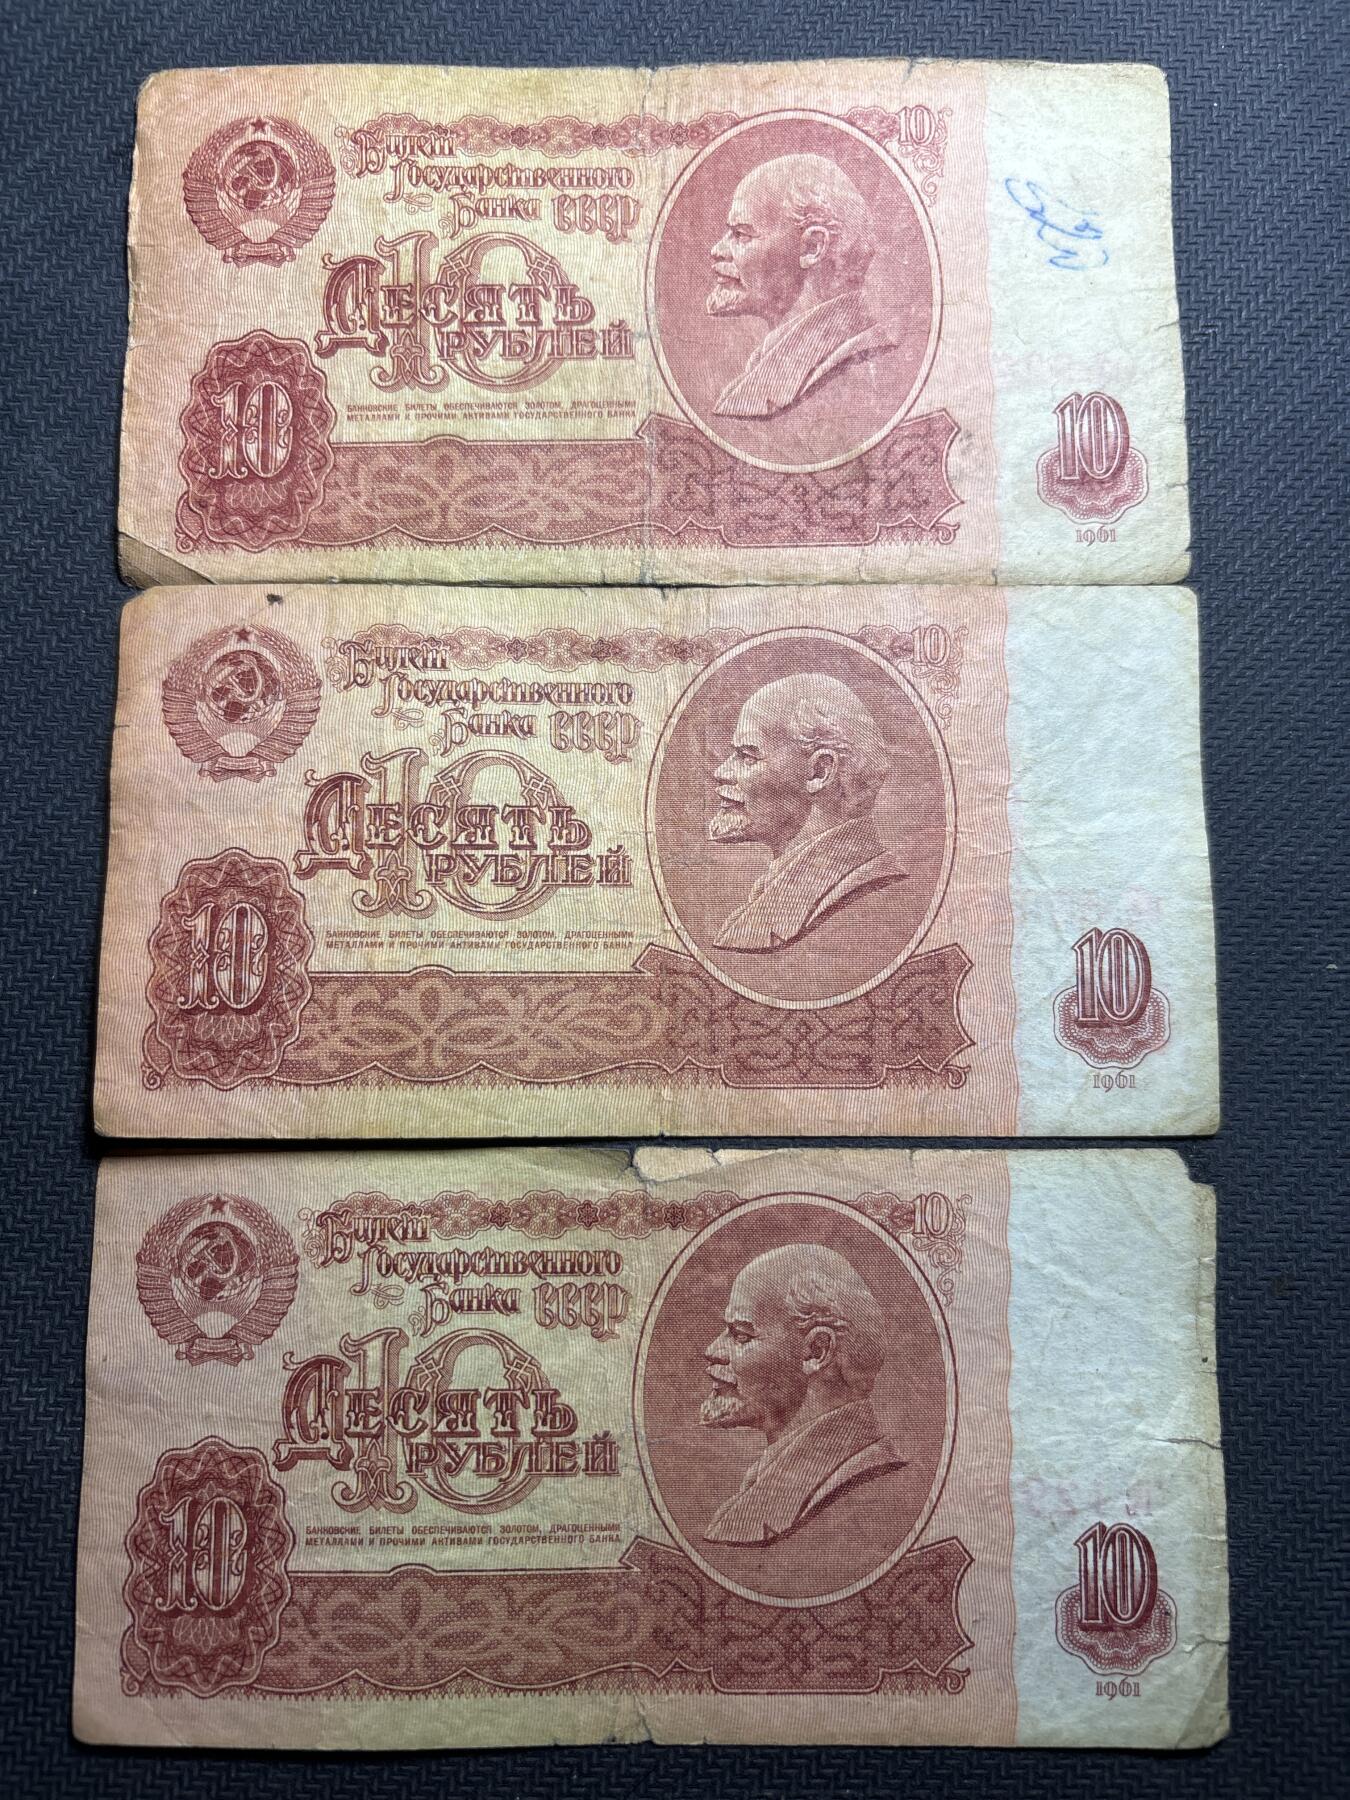 10
Билет
Государственного
Банка СССР
10
Десять
рублей
10
БАНКОВСКИЕ БИЛЕТЫ ОБЕСПЕЧИВАЮТСЯ ЗОЛОТОМ, ДРАГОЦЕННЫМИ
МЕТАЛЛАМИ И ПРОЧИМИ АКТИВАМИ ГОСУДАРСТВЕННОГО БАНКА
10
1961
10
Билет
Государственного
Банка СССР
10
Десять
рублей
10
БАНКОВСКИЕ БИЛЕТЫ ОБЕСПЕЧИВАЮТСЯ ЗОЛОТОМ, ДРАГОЦЕННЫМИ
МЕТАЛЛАМИ И ПРОЧИМИ АКТИВАМИ ГОСУДАРСТВЕННОГО БАНКА
10
1961
10
Билет
Государственного
Банка СССР
10
Десять
рублей
10
БАНКОВСКИЕ БИЛЕТЫ ОБЕСПЕЧИВАЮТСЯ ЗОЛОТОМ, ДРАГОЦЕННЫМИ
МЕТАЛЛАМИ И ПРОЧИМИ АКТИВАМИ ГОСУДАРСТВЕННОГО БАНКА
10
1961